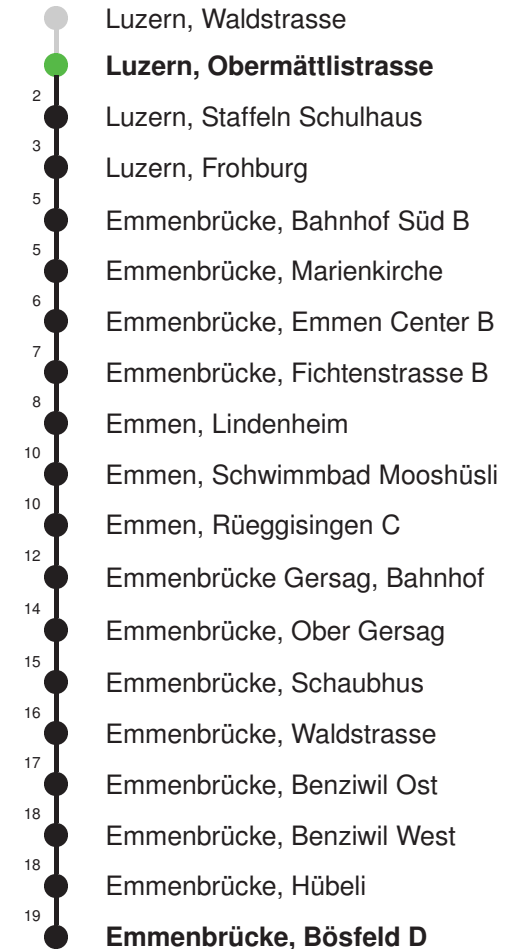 Luzern, Waldstrasse
Luzern, Obermättlistrasse
2 Luzern, Staffeln Schulhaus
3 Luzern, Frohburg
5 Emmenbrücke, Bahnhof Süd B
5 Emmenbrücke, Marienkirche
6 Emmenbrücke, Emmen Center B
7 Emmenbrücke, Fichtenstrasse B
8 Emmen, Lindenheim
10 Emmen, Schwimmbad Mooshüsli
10 Emmen, Rüeggisingen C
12 Emmenbrücke Gersag, Bahnhof
14 Emmenbrücke, Ober Gersag
15 Emmenbrücke, Schaubhus
16 Emmenbrücke, Waldstrasse
17 Emmenbrücke, Benziwil Ost
18 Emmenbrücke, Benziwil West
18 Emmenbrücke, Hübeli
19 Emmenbrücke, Bösfeld D